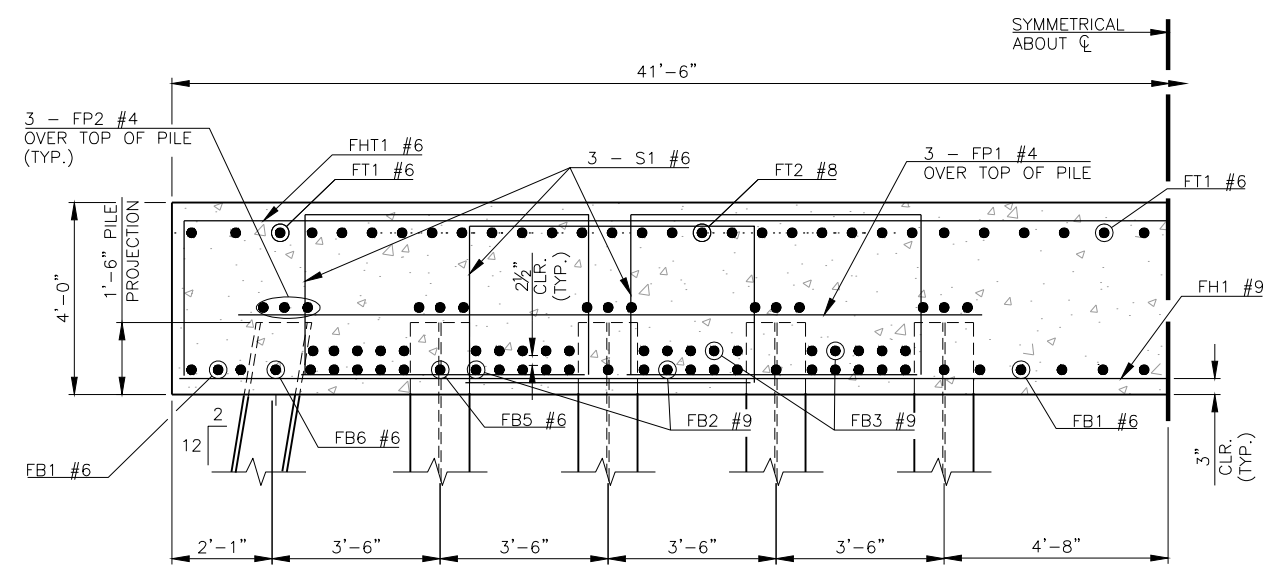 SYMMETRICAL
ABOUT ℄
41'-6"
3 - FP2 #4
OVER TOP OF PILE
(TYP.)
FHT1 #6
FT1 #6
3 - S1 #6
FT2 #8
3 - FP1 #4
OVER TOP OF PILE
FT1 #6
4'-0"
1'-6" PILE
PROJECTION
2½"
CLR.
(TYP.)
FH1 #9
2
12
FB1 #6
FB6 #6
FB5 #6
FB2 #9
FB3 #9
FB1 #6
3"
CLR.
(TYP.)
2'-1"
3'-6"
3'-6"
3'-6"
3'-6"
4'-8"